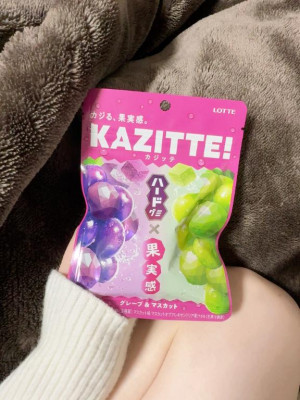 LOTTE
カジる、果実感。
KAZITTE!
カジッテ
ハード
グミ
×
果実感
グレープ&マスカット